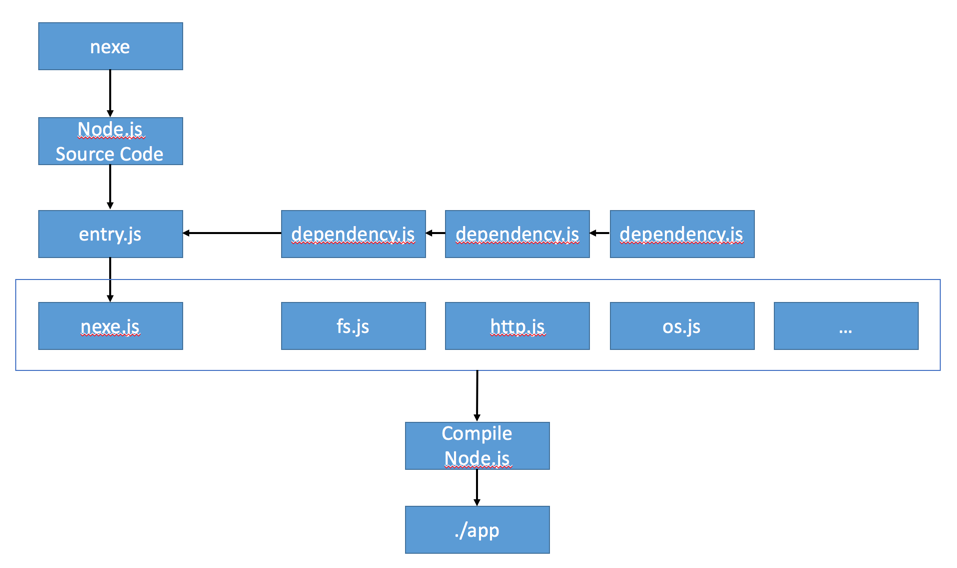 nexe
Node.js
Source Code
entry.js
dependency.js
dependency.js
dependency.js
nexe.js
fs.js
http.js
os.js
...
Compile
Node.js
./app